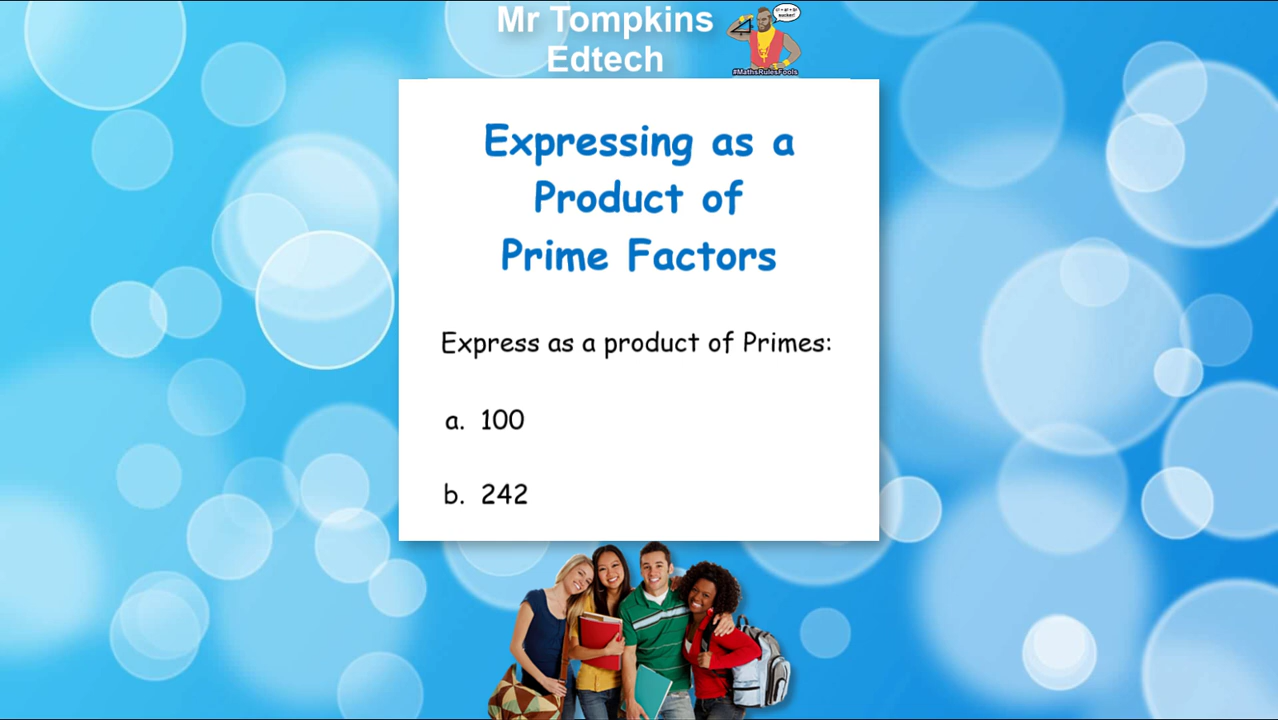 Mr Tompkins
Edtech
#MathsRulesFools
Expressing as a
Product of
Prime Factors
Express as a product of Primes:
a. 100
b. 242